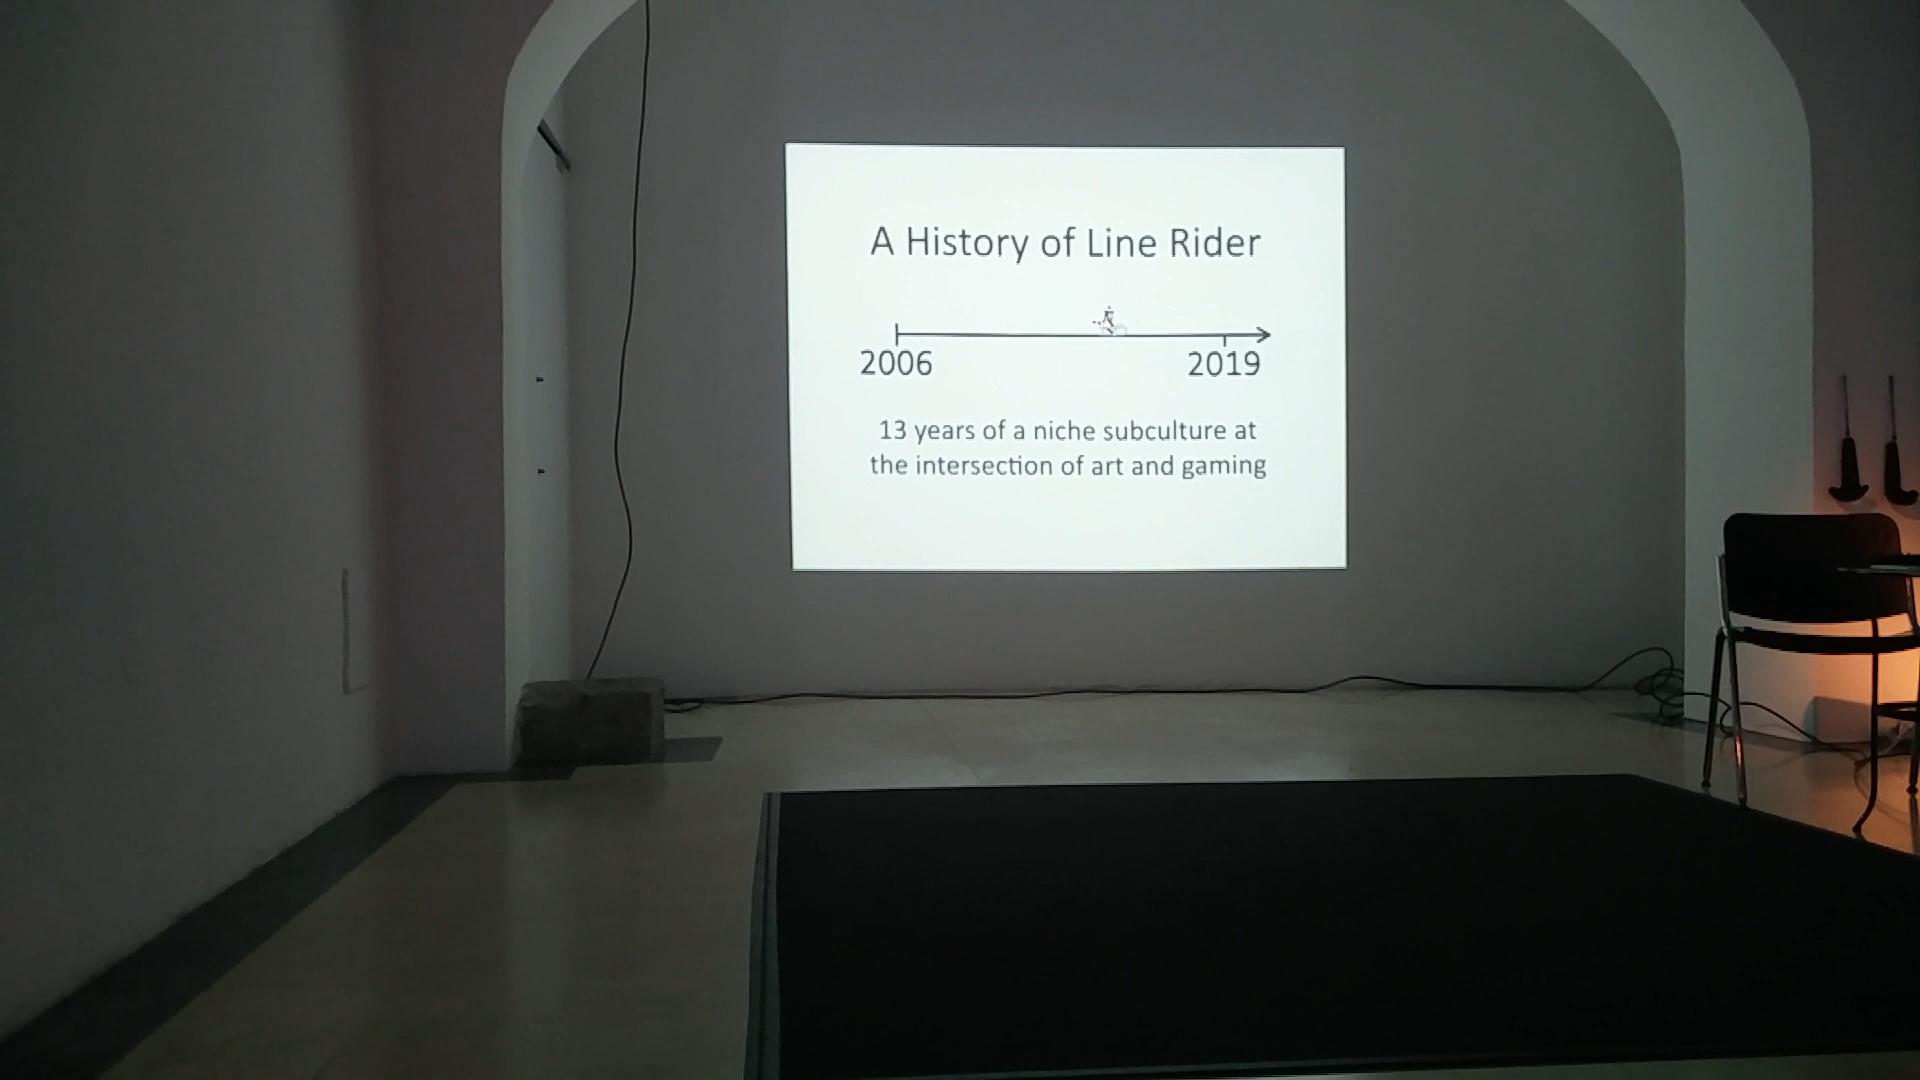 A History of Line Rider
2006 2019
13 years of a niche subculture at
the intersection of art and gaming